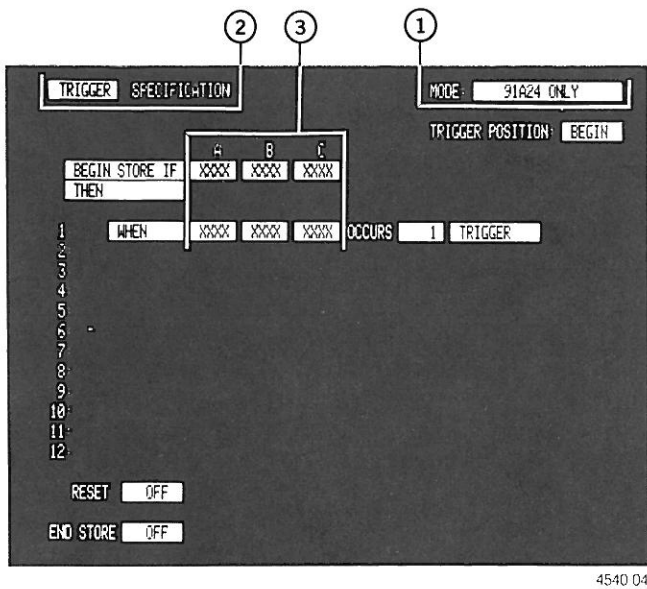 2 3 1
TRIGGER SPECIFICATION MODE: 91A24 ONLY
TRIGGER POSITION: BEGIN
A B C
BEGIN STORE IF XXXX XXXX XXXX
THEN
1 WHEN XXXX XXXX XXXX OCCURS 1 TRIGGER
2
3
4
5
6 -
7
8
9
10
11
12
RESET OFF
END STORE OFF
4540 04